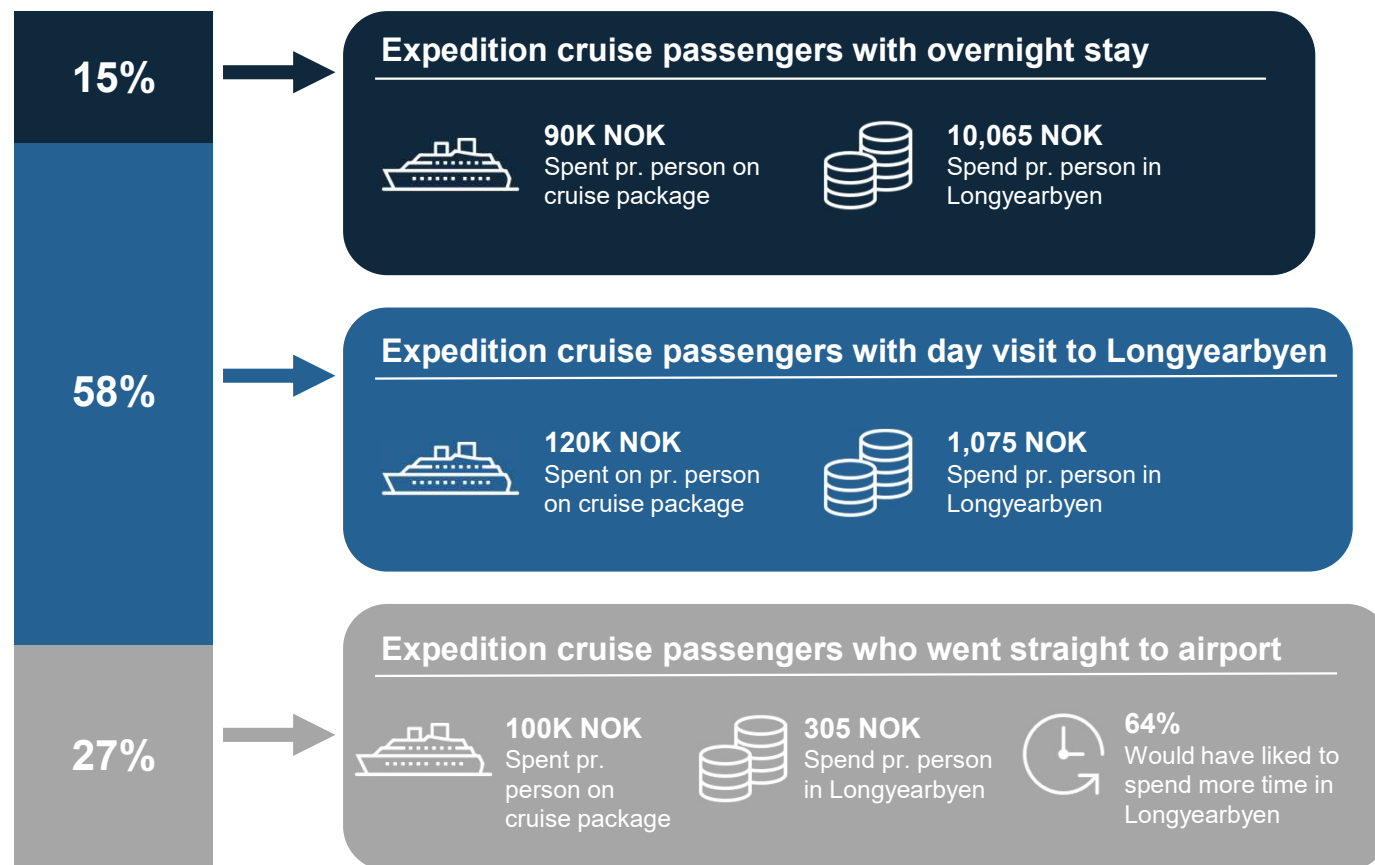 15%
Expedition cruise passengers with overnight stay
90K NOK
Spent pr. person on
cruise package
10,065 NOK
Spend pr. person in
Longyearbyen
58%
Expedition cruise passengers with day visit to Longyearbyen
120K NOK
Spent on pr. person
on cruise package
1,075 NOK
Spend pr. person in
Longyearbyen
27%
Expedition cruise passengers who went straight to airport
100K NOK
Spent pr.
person on
cruise package
305 NOK
Spend pr. person
in Longyearbyen
64%
Would have liked to
spend more time in
Longyearbyen